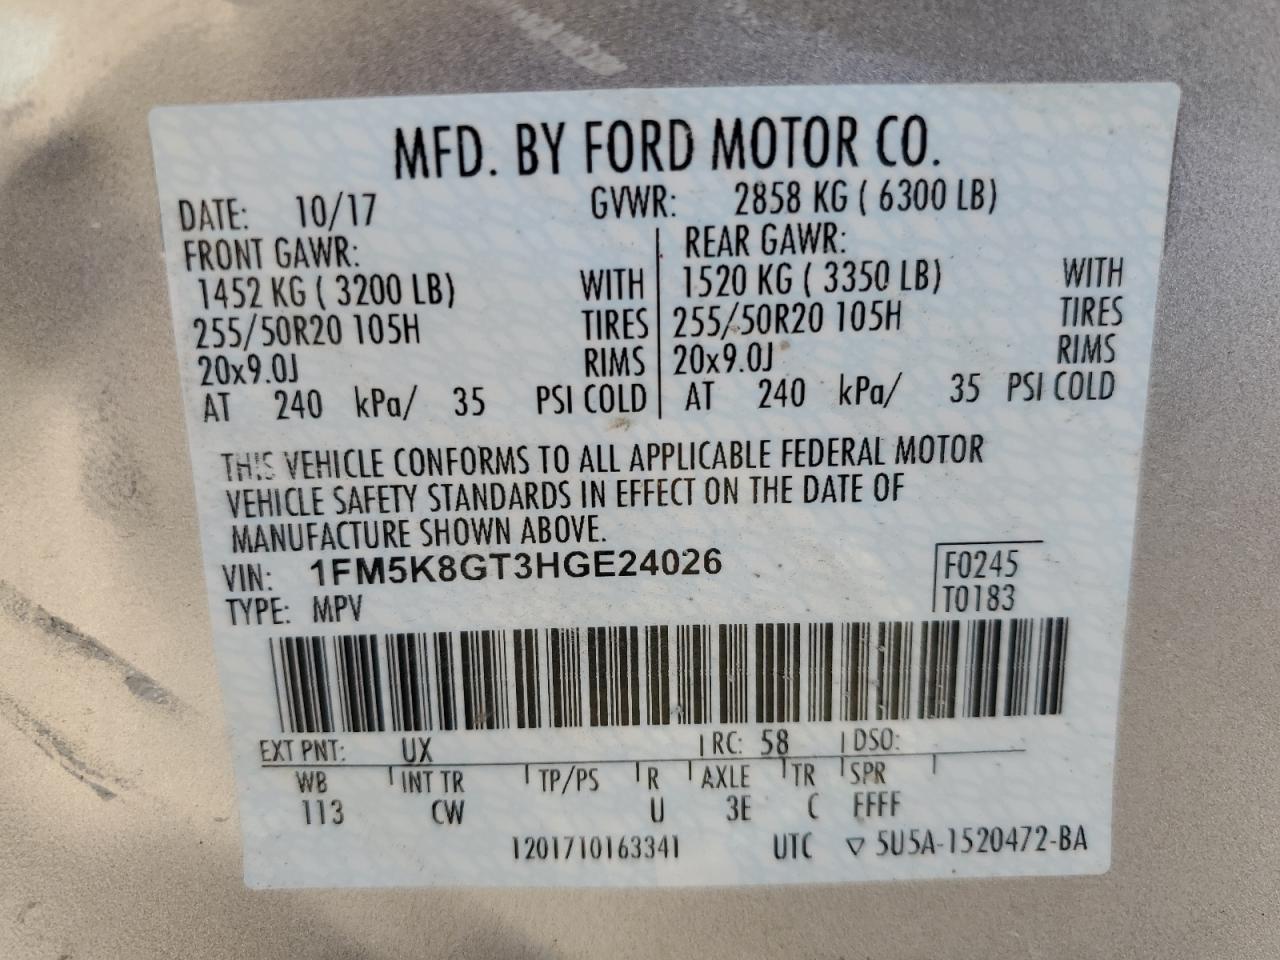 MFD. BY FORD MOTOR CO.
DATE: 10/17 GVWR: 2858 KG ( 6300 LB)
FRONT GAWR: REAR GAWR:
1452 KG ( 3200 LB) WITH 1520 KG ( 3350 LB) WITH
255/50R20 105H TIRES 255/50R20 105H TIRES
20x9.0J RIMS 20x9.0J RIMS
AT 240 kPa/ 35 PSI COLD AT 240 kPa/ 35 PSI COLD
THIS VEHICLE CONFORMS TO ALL APPLICABLE FEDERAL MOTOR
VEHICLE SAFETY STANDARDS IN EFFECT ON THE DATE OF
MANUFACTURE SHOWN ABOVE.
VIN: 1FM5K8GT3HGE24026 F0245
TYPE: MPV T0183
EXT PNT: UX RC: 58 DSO:
WB INT TR TP/PS R AXLE TR SPR
113 CW U 3E C FFFF
1201710163341 UTC ▽ 5U5A-1520472-BA